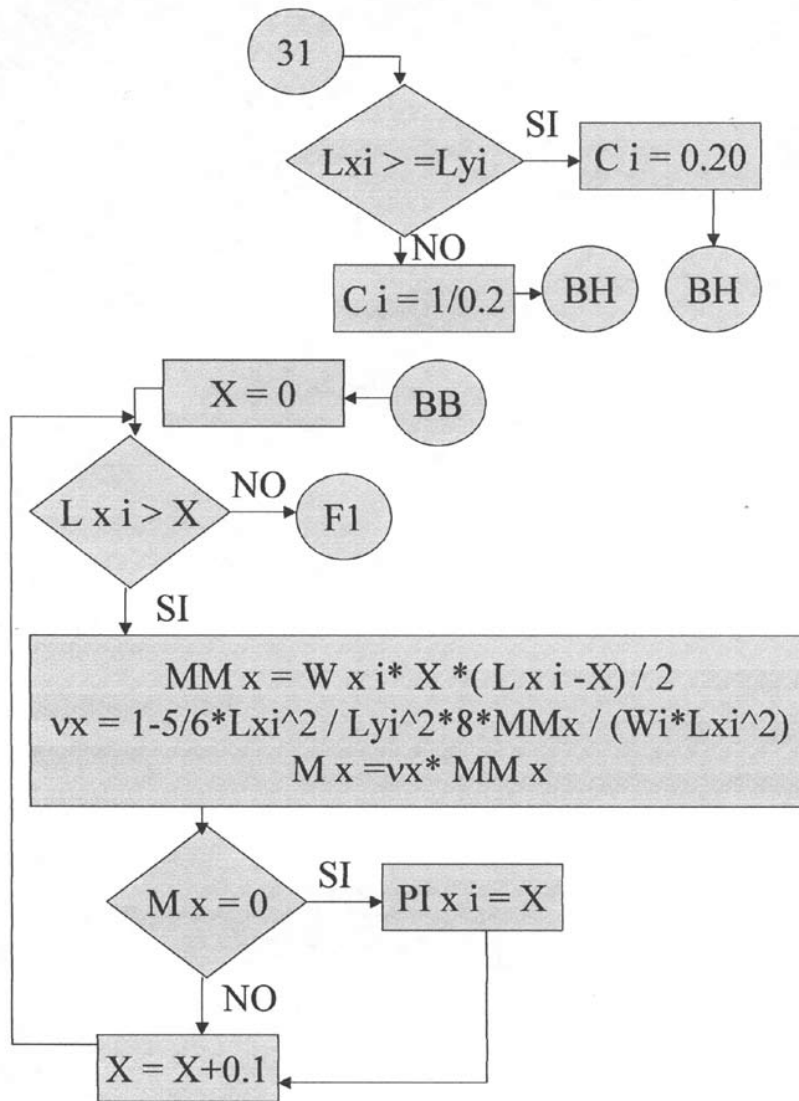 31
Lxi > =Lyi
SI
C i = 0.20
NO
C i = 1/0.2
BH
BH
X = 0
BB
L x i > X
NO
F1
SI
MM x = W x i* X *( L x i -X) / 2
νx = 1-5/6*Lxi^2 / Lyi^2*8*MMx / (Wi*Lxi^2)
M x =νx* MM x
M x = 0
SI
PI x i = X
NO
X = X+0.1